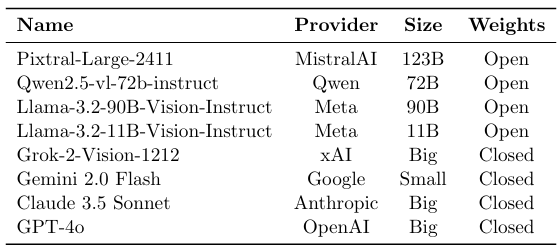 Name Provider Size Weights
Pixtral-Large-2411 MistralAI 123B Open
Qwen2.5-vl-72b-instruct Qwen 72B Open
Llama-3.2-90B-Vision-Instruct Meta 90B Open
Llama-3.2-11B-Vision-Instruct Meta 11B Open
Grok-2-Vision-1212 xAI Big Closed
Gemini 2.0 Flash Google Small Closed
Claude 3.5 Sonnet Anthropic Big Closed
GPT-4o OpenAI Big Closed